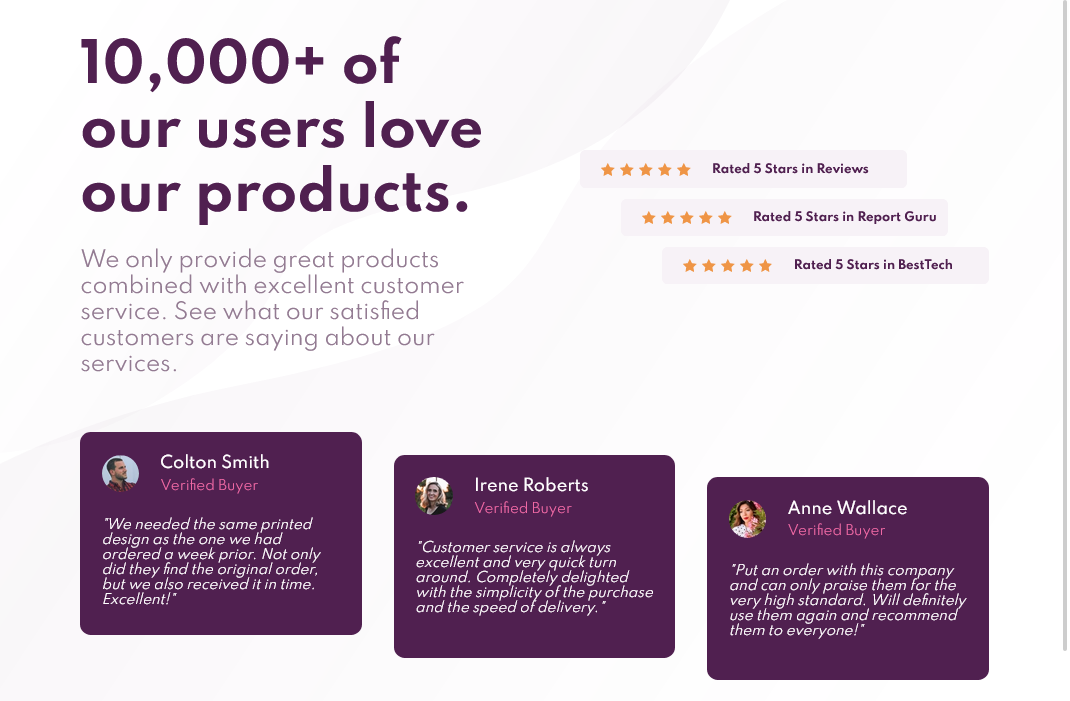 10,000+ of
our users love
our products.
We only provide great products
combined with excellent customer
service. See what our satisfied
customers are saying about our
services.
Rated 5 Stars in Reviews
Rated 5 Stars in Report Guru
Rated 5 Stars in BestTech
Colton Smith
Verified Buyer
"We needed the same printed
design as the one we had
ordered a week prior. Not only
did they find the original order,
but we also received it in time.
Excellent!"
Irene Roberts
Verified Buyer
"Customer service is always
excellent and very quick turn
around. Completely delighted
with the simplicity of the purchase
and the speed of delivery."
Anne Wallace
Verified Buyer
"Put an order with this company
and can only praise them for the
very high standard. Will definitely
use them again and recommend
them to everyone!"